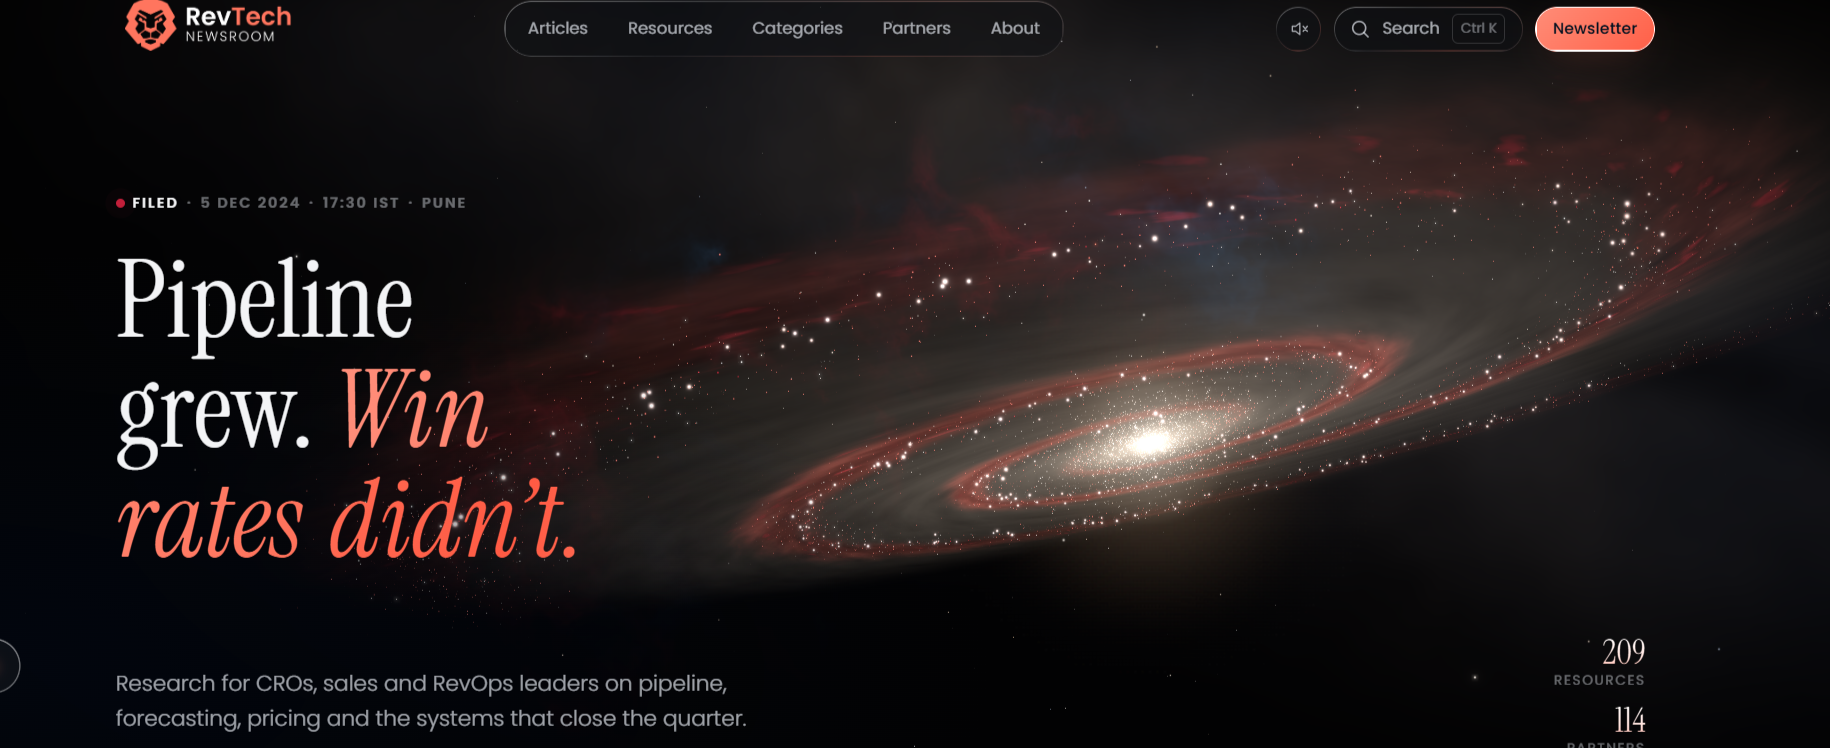 RevTech
NEWSROOM
Articles
Resources
Categories
Partners
About
Search
Ctrl K
Newsletter
FILED · 5 DEC 2024 · 17:30 IST · PUNE
Pipeline
grew. Win
rates didn’t.
Research for CROs, sales and RevOps leaders on pipeline,
forecasting, pricing and the systems that close the quarter.
209
RESOURCES
114
PARTNERS